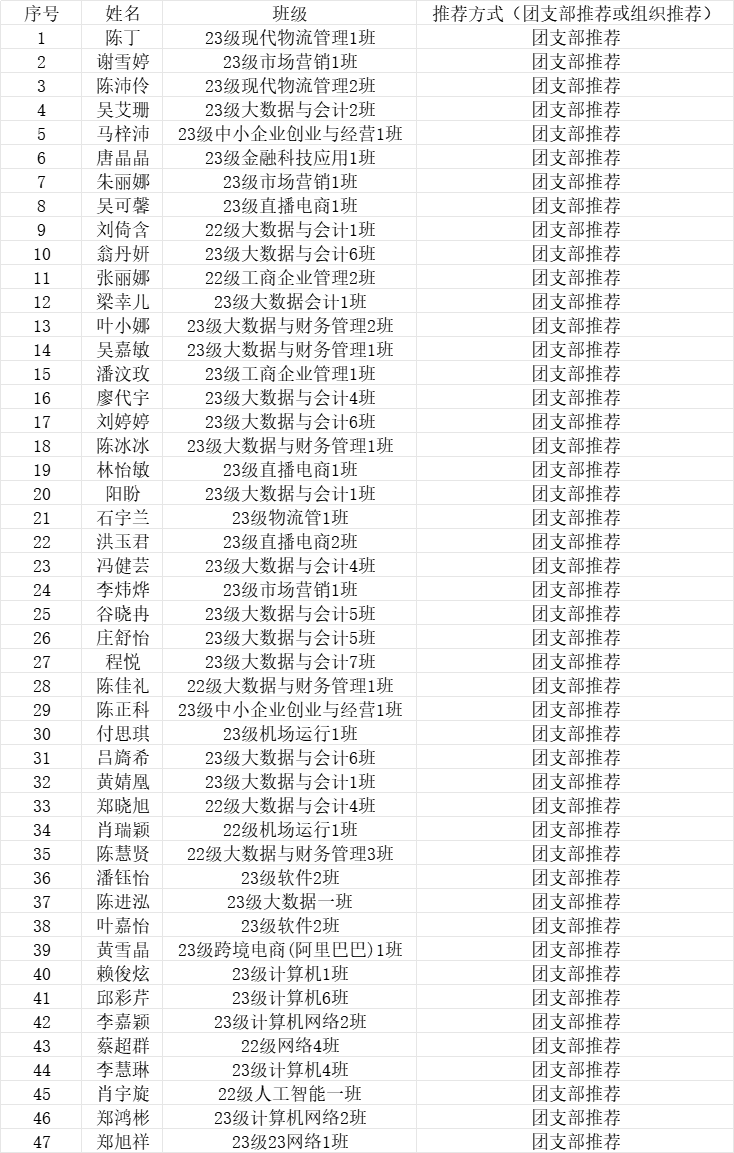 序号 姓名 班级 推荐方式（团支部推荐或组织推荐）
1 陈丁 23级现代物流管理1班 团支部推荐
2 谢雪婷 23级市场营销1班 团支部推荐
3 陈沛伶 23级现代物流管理2班 团支部推荐
4 吴艾珊 23级大数据与会计2班 团支部推荐
5 马梓沛 23级中小企业创业与经营1班 团支部推荐
6 唐晶晶 23级金融科技应用1班 团支部推荐
7 朱丽娜 23级市场营销1班 团支部推荐
8 吴可馨 23级直播电商1班 团支部推荐
9 刘倚含 22级大数据与会计1班 团支部推荐
10 翁丹妍 23级大数据与会计6班 团支部推荐
11 张丽娜 22级工商企业管理2班 团支部推荐
12 梁幸儿 23级大数据会计1班 团支部推荐
13 叶小娜 23级大数据与财务管理2班 团支部推荐
14 吴嘉敏 23级大数据与财务管理1班 团支部推荐
15 潘汶玫 23级工商企业管理1班 团支部推荐
16 廖代宇 23级大数据与会计4班 团支部推荐
17 刘婷婷 23级大数据与会计6班 团支部推荐
18 陈冰冰 23级大数据与财务管理1班 团支部推荐
19 林怡敏 23级直播电商1班 团支部推荐
20 阳盼 23级大数据与会计1班 团支部推荐
21 石宇兰 23级物流管1班 团支部推荐
22 洪玉君 23级直播电商2班 团支部推荐
23 冯健芸 23级大数据与会计4班 团支部推荐
24 李炜烨 23级市场营销1班 团支部推荐
25 谷晓冉 23级大数据与会计5班 团支部推荐
26 庄舒怡 23级大数据与会计5班 团支部推荐
27 程悦 23级大数据与会计7班 团支部推荐
28 陈佳礼 22级大数据与财务管理1班 团支部推荐
29 陈正科 23级中小企业创业与经营1班 团支部推荐
30 付思琪 23级机场运行1班 团支部推荐
31 吕旖希 23级大数据与会计6班 团支部推荐
32 黄婧凰 23级大数据与会计1班 团支部推荐
33 郑晓旭 22级大数据与会计4班 团支部推荐
34 肖瑞颖 22级机场运行1班 团支部推荐
35 陈慧贤 22级大数据与财务管理3班 团支部推荐
36 潘钰怡 23级软件2班 团支部推荐
37 陈进泓 23级大数据一班 团支部推荐
38 叶嘉怡 23级软件2班 团支部推荐
39 黄雪晶 23级跨境电商(阿里巴巴)1班 团支部推荐
40 赖俊炫 23级计算机1班 团支部推荐
41 邱彩芹 23级计算机6班 团支部推荐
42 李嘉颖 23级计算机网络2班 团支部推荐
43 蔡超群 22级网络4班 团支部推荐
44 李慧琳 23级计算机4班 团支部推荐
45 肖宇旋 22级人工智能一班 团支部推荐
46 郑鸿彬 23级计算机网络2班 团支部推荐
47 郑旭祥 23级23网络1班 团支部推荐